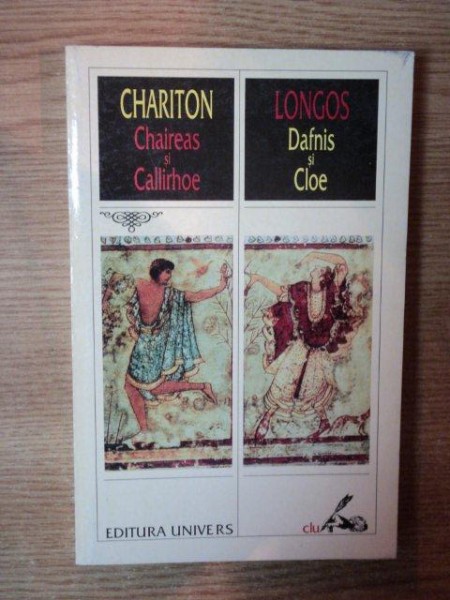 CHARITON
Chaireas
și
Callirhoe
LONGOS
Dafnis
și
Cloe
EDITURA UNIVERS
clu